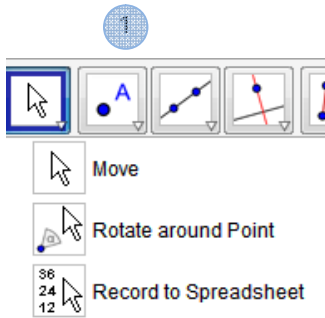 1
A
Move
Rotate around Point
36
24
12
Record to Spreadsheet